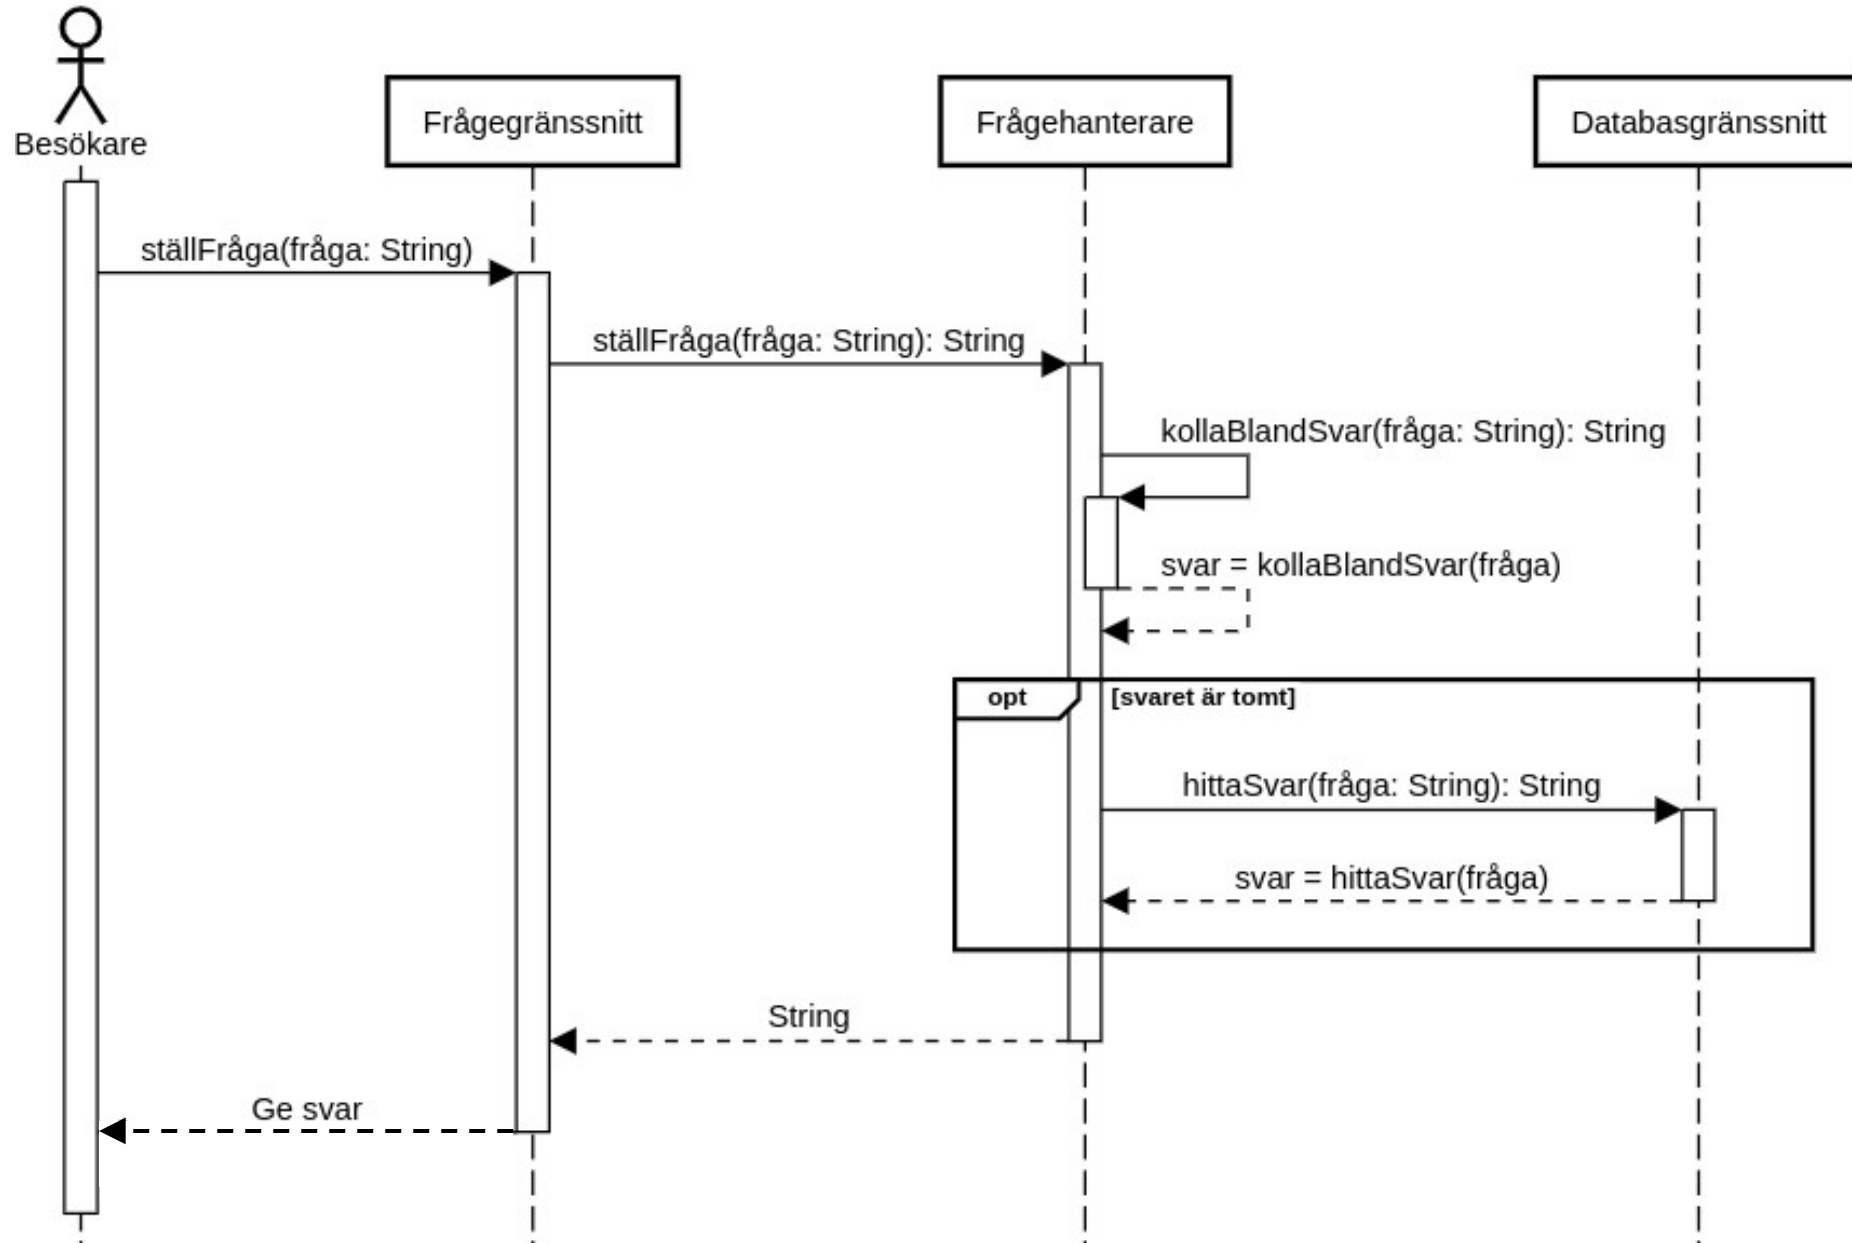 Besökare
Frågegränssnitt
Frågehanterare
Databasgränssnitt
ställFråga(fråga: String)
ställFråga(fråga: String): String
kollaBlandSvar(fråga: String): String
svar = kollaBlandSvar(fråga)
opt
[svaret är tomt]
hittaSvar(fråga: String): String
svar = hittaSvar(fråga)
String
Ge svar